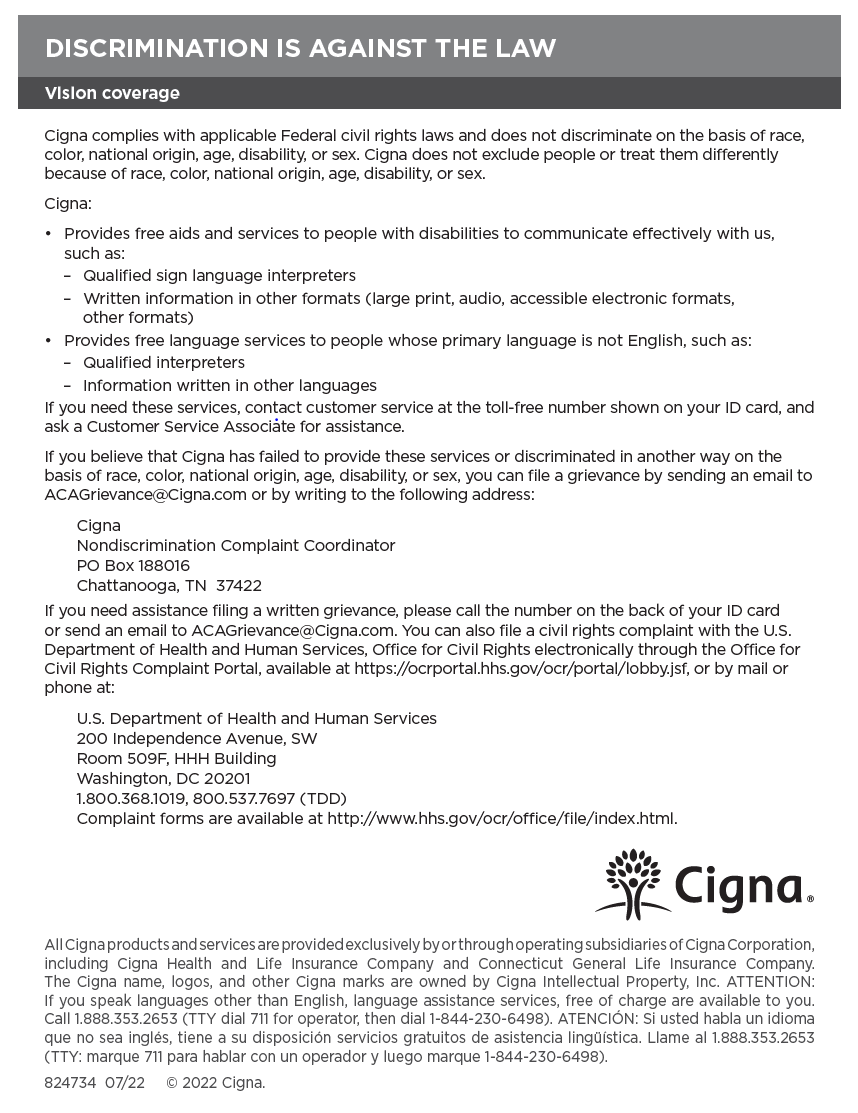 DISCRIMINATION IS AGAINST THE LAW
Vision coverage
Cigna complies with applicable Federal civil rights laws and does not discriminate on the basis of race,
color, national origin, age, disability, or sex. Cigna does not exclude people or treat them differently
because of race, color, national origin, age, disability, or sex.
Cigna:
• Provides free aids and services to people with disabilities to communicate effectively with us,
such as:
– Qualified sign language interpreters
– Written information in other formats (large print, audio, accessible electronic formats,
other formats)
• Provides free language services to people whose primary language is not English, such as:
– Qualified interpreters
– Information written in other languages
If you need these services, contact customer service at the toll-free number shown on your ID card, and
ask a Customer Service Associate for assistance.
If you believe that Cigna has failed to provide these services or discriminated in another way on the
basis of race, color, national origin, age, disability, or sex, you can file a grievance by sending an email to
ACAGrievance@Cigna.com or by writing to the following address:
Cigna
Nondiscrimination Complaint Coordinator
PO Box 188016
Chattanooga, TN 37422
If you need assistance filing a written grievance, please call the number on the back of your ID card
or send an email to ACAGrievance@Cigna.com. You can also file a civil rights complaint with the U.S.
Department of Health and Human Services, Office for Civil Rights electronically through the Office for
Civil Rights Complaint Portal, available at https://ocrportal.hhs.gov/ocr/portal/lobby.jsf, or by mail or
phone at:
U.S. Department of Health and Human Services
200 Independence Avenue, SW
Room 509F, HHH Building
Washington, DC 20201
1.800.368.1019, 800.537.7697 (TDD)
Complaint forms are available at http://www.hhs.gov/ocr/office/file/index.html.
Cigna®
All Cigna products and services are provided exclusively by or through operating subsidiaries of Cigna Corporation,
including Cigna Health and Life Insurance Company and Connecticut General Life Insurance Company.
The Cigna name, logos, and other Cigna marks are owned by Cigna Intellectual Property, Inc. ATTENTION:
If you speak languages other than English, language assistance services, free of charge are available to you.
Call 1.888.353.2653 (TTY dial 711 for operator, then dial 1-844-230-6498). ATENCIÓN: Si usted habla un idioma
que no sea inglés, tiene a su disposición servicios gratuitos de asistencia lingüística. Llame al 1.888.353.2653
(TTY: marque 711 para hablar con un operador y luego marque 1-844-230-6498).
824734 07/22 © 2022 Cigna.